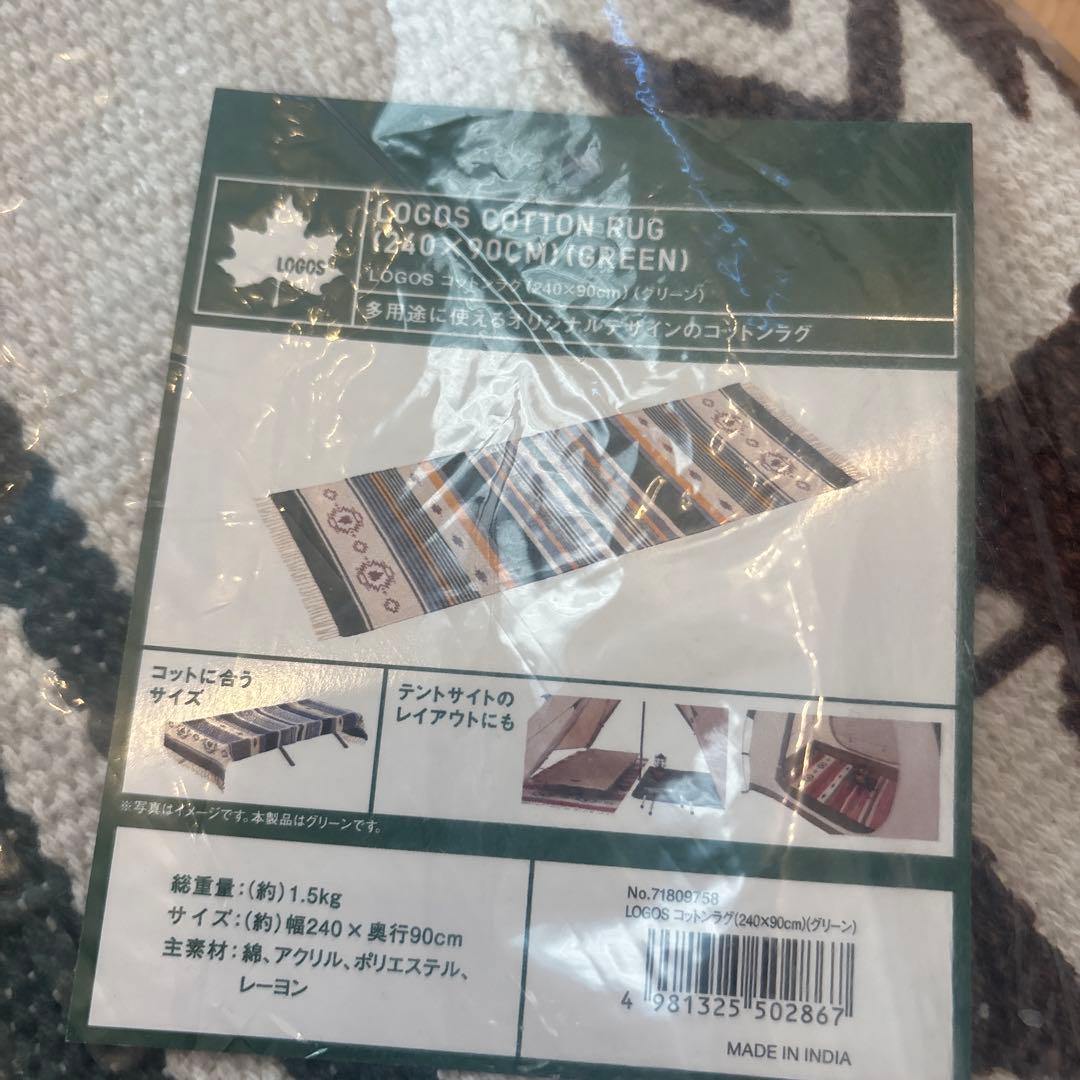 LOGOS
LOGOS COTTON RUG
(240×90CM)(GREEN)
LOGOS コットンラグ(240×90cm)(グリーン)
多用途に使えるオリジナルデザインのコットンラグ
コットに合う
サイズ
テントサイトの
レイアウトにも
※写真はイメージです。本製品はグリーンです。
総重量:(約)1.5kg
サイズ:(約)幅240×奥行90cm
主素材:綿、アクリル、ポリエステル、
レーヨン
No.71809758
LOGOS コットンラグ(240×90cm)(グリーン)
4 981325 502867
MADE IN INDIA